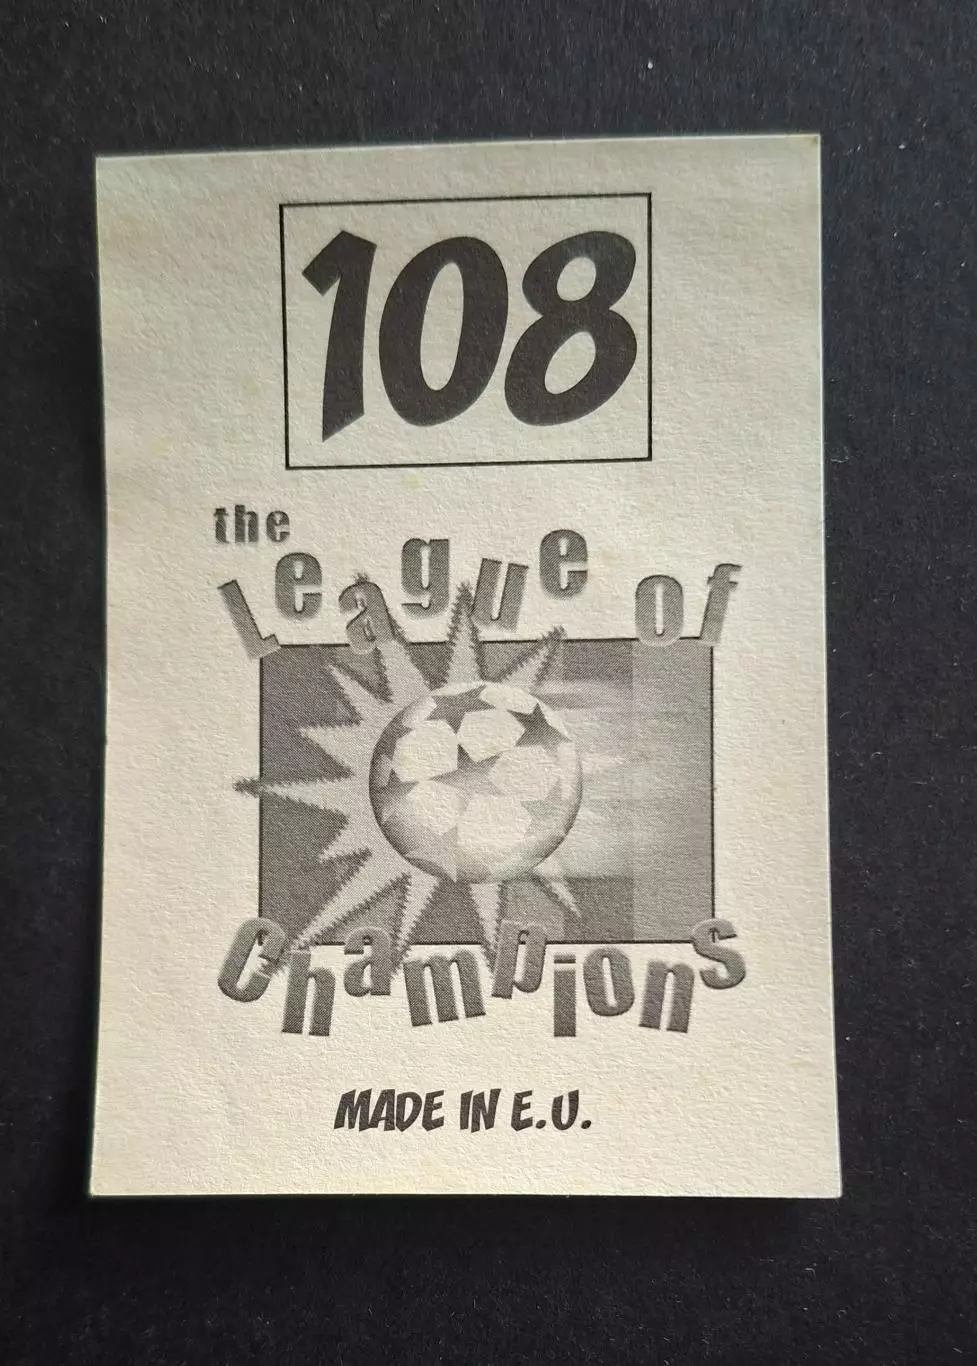 108
the
League of
Champions
MADE IN E.U.